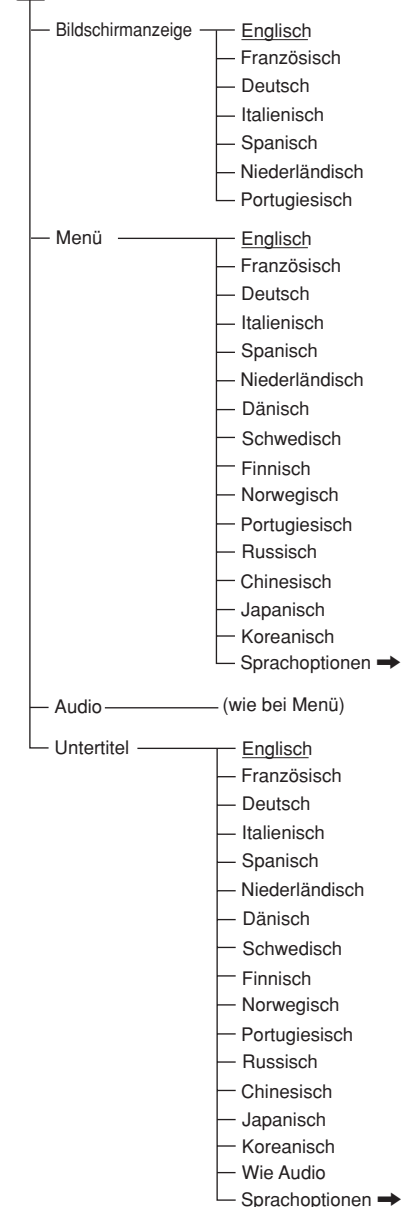 Bildschirmanzeige Englisch
Französisch
Deutsch
Italienisch
Spanisch
Niederländisch
Portugiesisch
Menü Englisch
Französisch
Deutsch
Italienisch
Spanisch
Niederländisch
Dänisch
Schwedisch
Finnisch
Norwegisch
Portugiesisch
Russisch
Chinesisch
Japanisch
Koreanisch
Sprachoptionen ➡
Audio (wie bei Menü)
Untertitel Englisch
Französisch
Deutsch
Italienisch
Spanisch
Niederländisch
Dänisch
Schwedisch
Finnisch
Norwegisch
Portugiesisch
Russisch
Chinesisch
Japanisch
Koreanisch
Wie Audio
Sprachoptionen ➡